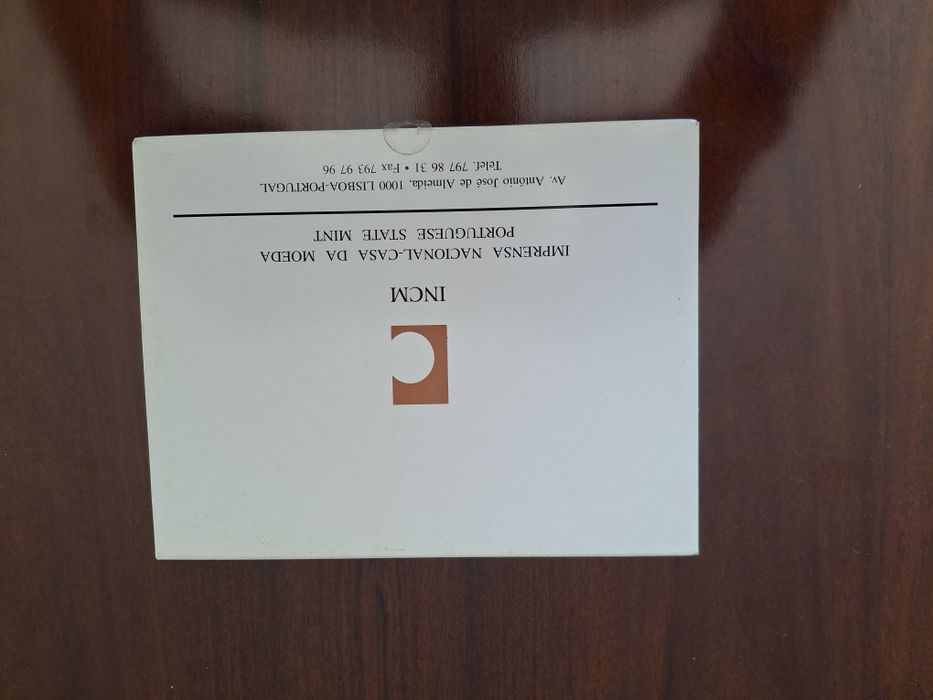 INCM
IMPRENSA NACIONAL-CASA DA MOEDA
PORTUGUESE STATE MINT
Av. António José de Almeida, 1000 LISBOA-PORTUGAL
Telef. 797 86 31 • Fax 793 97 96